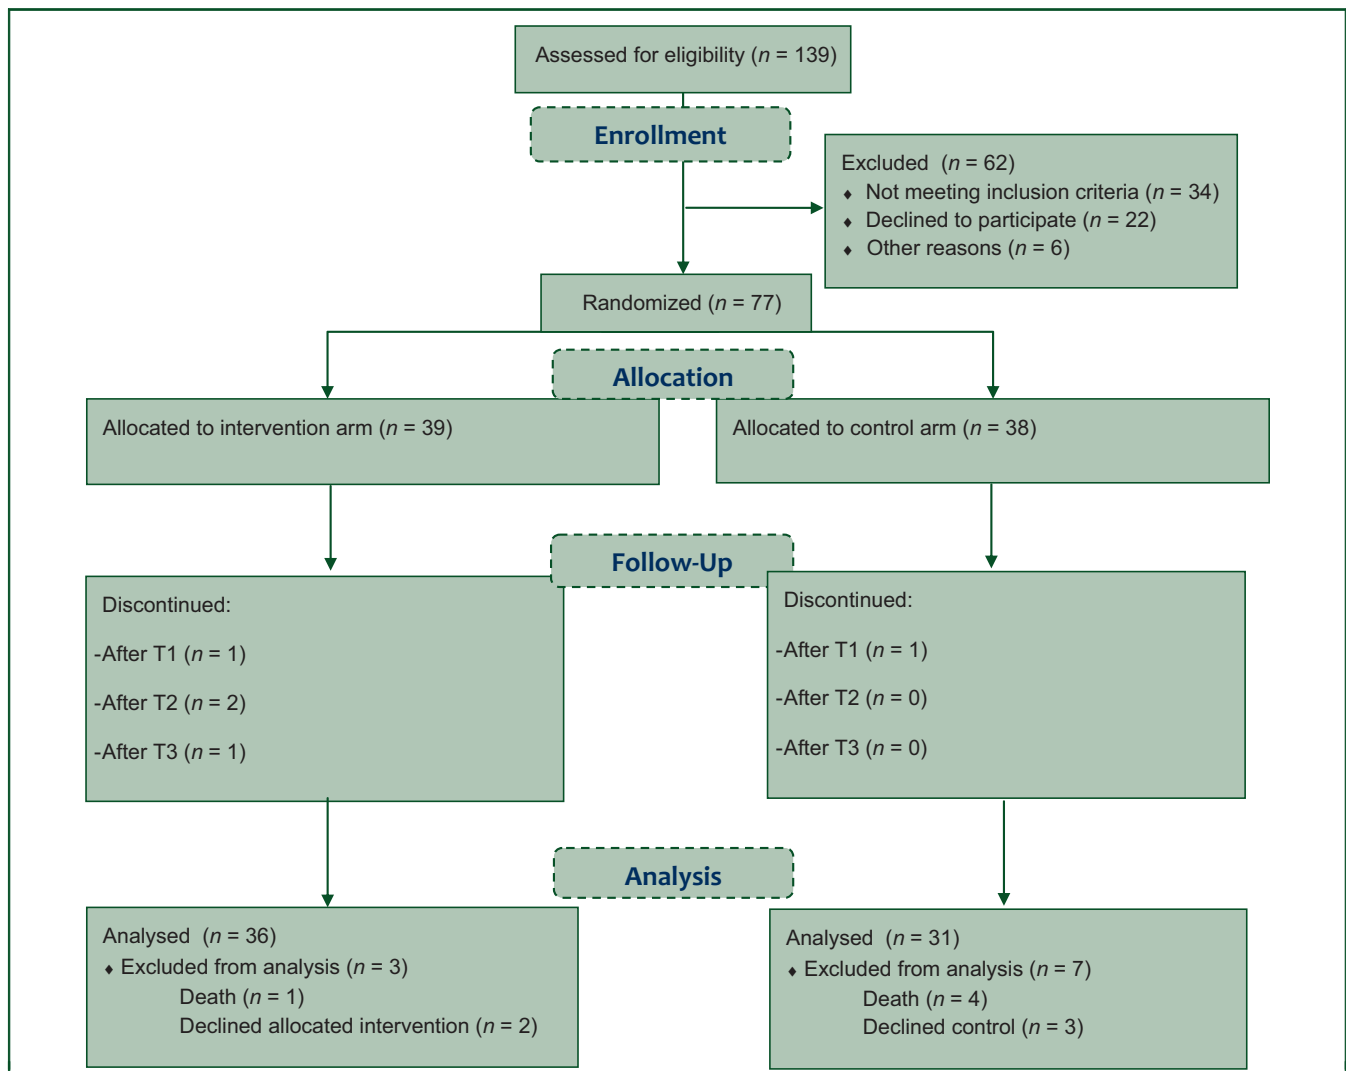 Assessed for eligibility (n = 139)
Enrollment
Excluded (n = 62)
♦ Not meeting inclusion criteria (n = 34)
♦ Declined to participate (n = 22)
♦ Other reasons (n = 6)
Randomized (n = 77)
Allocation
Allocated to intervention arm (n = 39)
Allocated to control arm (n = 38)
Follow-Up
Discontinued:
-After T1 (n = 1)
-After T2 (n = 2)
-After T3 (n = 1)
Discontinued:
-After T1 (n = 1)
-After T2 (n = 0)
-After T3 (n = 0)
Analysis
Analysed (n = 36)
♦ Excluded from analysis (n = 3)
Death (n = 1)
Declined allocated intervention (n = 2)
Analysed (n = 31)
♦ Excluded from analysis (n = 7)
Death (n = 4)
Declined control (n = 3)